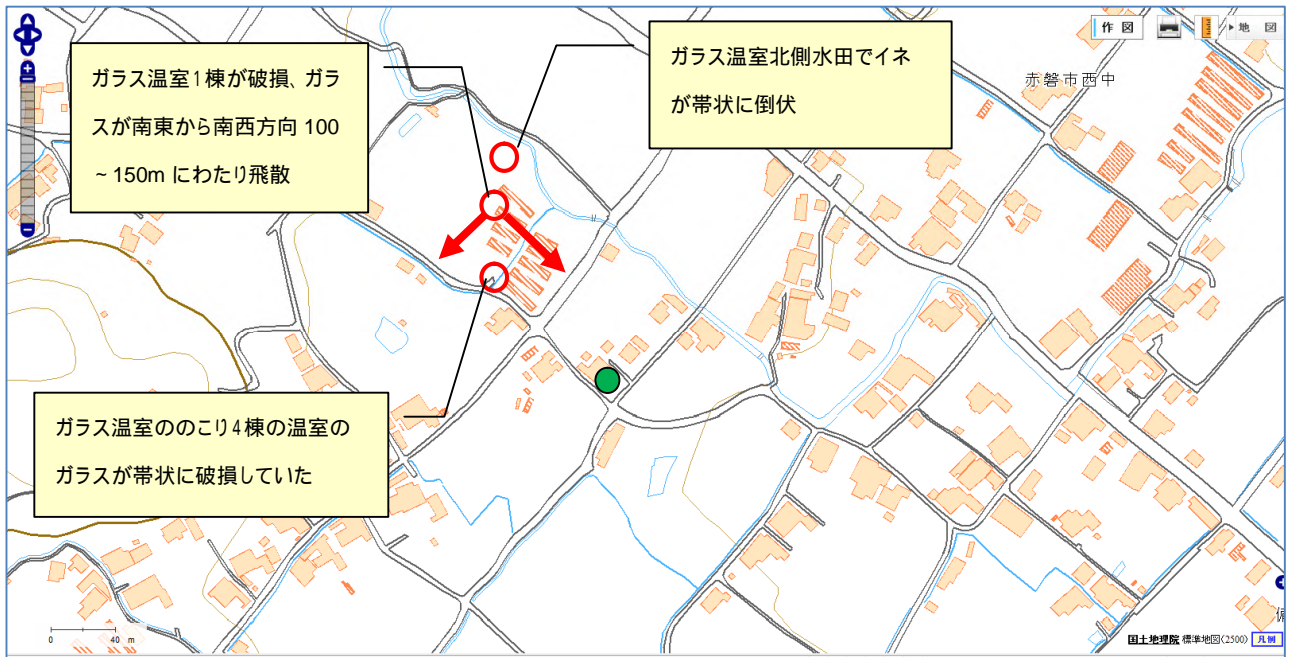 作 図
地 図
ガラス温室1棟が破損、ガラ
スが南東から南西方向 100
~ 150m にわたり飛散
ガラス温室北側水田でイネ
が帯状に倒伏
赤磐市西中
ガラス温室ののこり4棟の温室の
ガラスが帯状に破損していた
0 40 m
備
国土地理院 標準地図(2500) 凡例